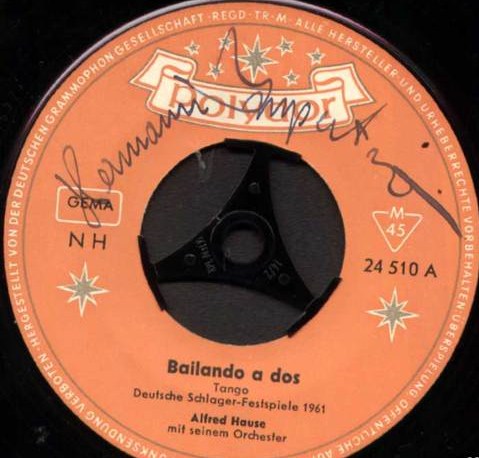 HERGESTELLT VON DER DEUTSCHEN GRAMMOPHON GESELLSCHAFT · REGD·TR·M · ALLE HERSTELLER- UND URHEBERRECHTE VORBEHALTEN · ÜBERSPIELUNG, ÖFFENTLICHE
VERBOTEN
Polydor
GEMA
NH
M
45
24 510 A
Bailando a dos
Tango
Deutsche Schlager-Festspiele 1961
Alfred Hause
mit seinem Orchester